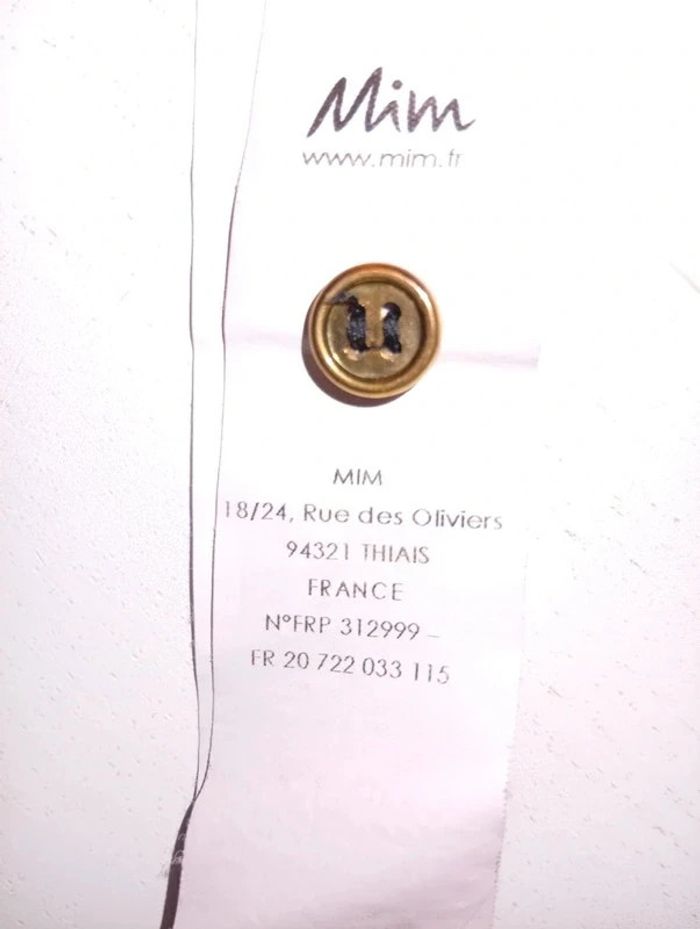 Mim
www.mim.fr
MIM
18/24, Rue des Oliviers
94321 THIAIS
FRANCE
N°FRP 312999 –
FR 20 722 033 115